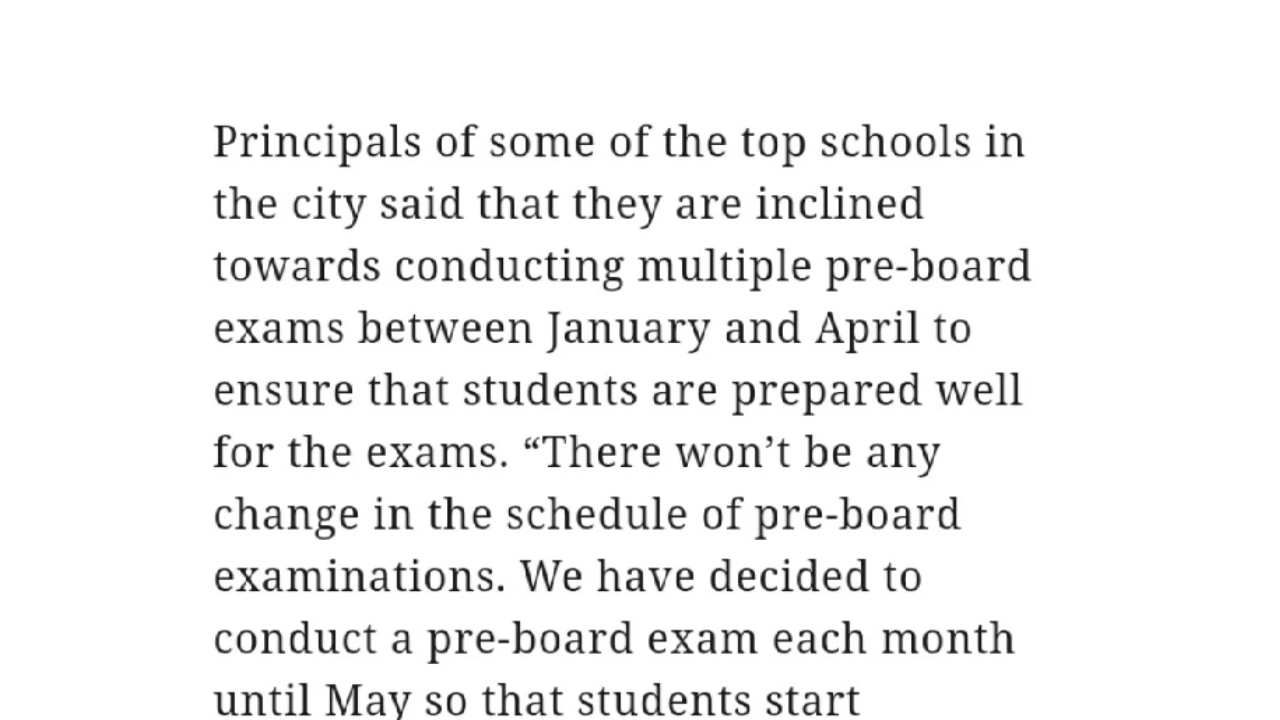 Principals of some of the top schools in
the city said that they are inclined
towards conducting multiple pre-board
exams between January and April to
ensure that students are prepared well
for the exams. “There won’t be any
change in the schedule of pre-board
examinations. We have decided to
conduct a pre-board exam each month
until May so that students start